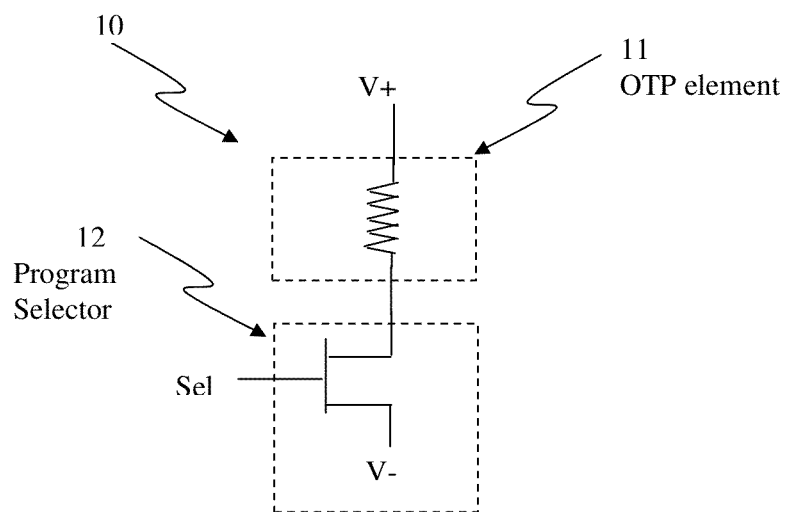 10
11
OTP element
V+
12
Program
Selector
Sel
V-